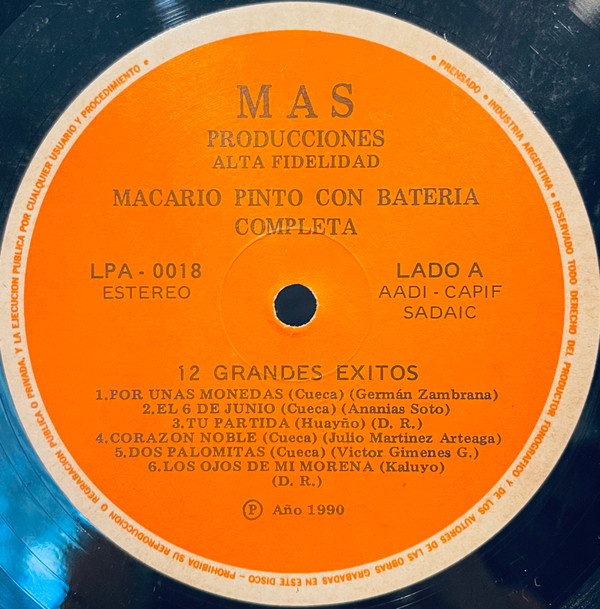 M A S
PRODUCCIONES
ALTA FIDELIDAD
MACARIO PINTO CON BATERIA
COMPLETA
LPA - 0018
ESTEREO
LADO A
AADI - CAPIF
SADAIC
12 GRANDES EXITOS
1.POR UNAS MONEDAS (Cueca) (Germán Zambrana)
2.EL 6 DE JUNIO (Cueca) (Ananias Soto)
3.TU PARTIDA (Huayño) (D. R.)
4.CORAZON NOBLE (Cueca) (Julio Martinez Arteaga)
5.DOS PALOMITAS (Cueca) (Victor Gimenes G.)
6.LOS OJOS DE MI MORENA (Kaluyo)
(D. R.)
Ⓟ Año 1990
• PRENSADO • INDUSTRIA ARGENTINA • RESERVADO TODO DERECHO DEL PRODUCTOR FONOGRAFICO Y DE LOS AUTORES DE LAS OBRAS GRABADAS EN ESTE DISCO – PROHIBIDA SU REPRODUCCION O REGRABACION PUBLICA O PRIVADA, Y LA EJECUCION PUBLICA POR CUALQUIER USUARIO Y PROCEDIMIENTO •